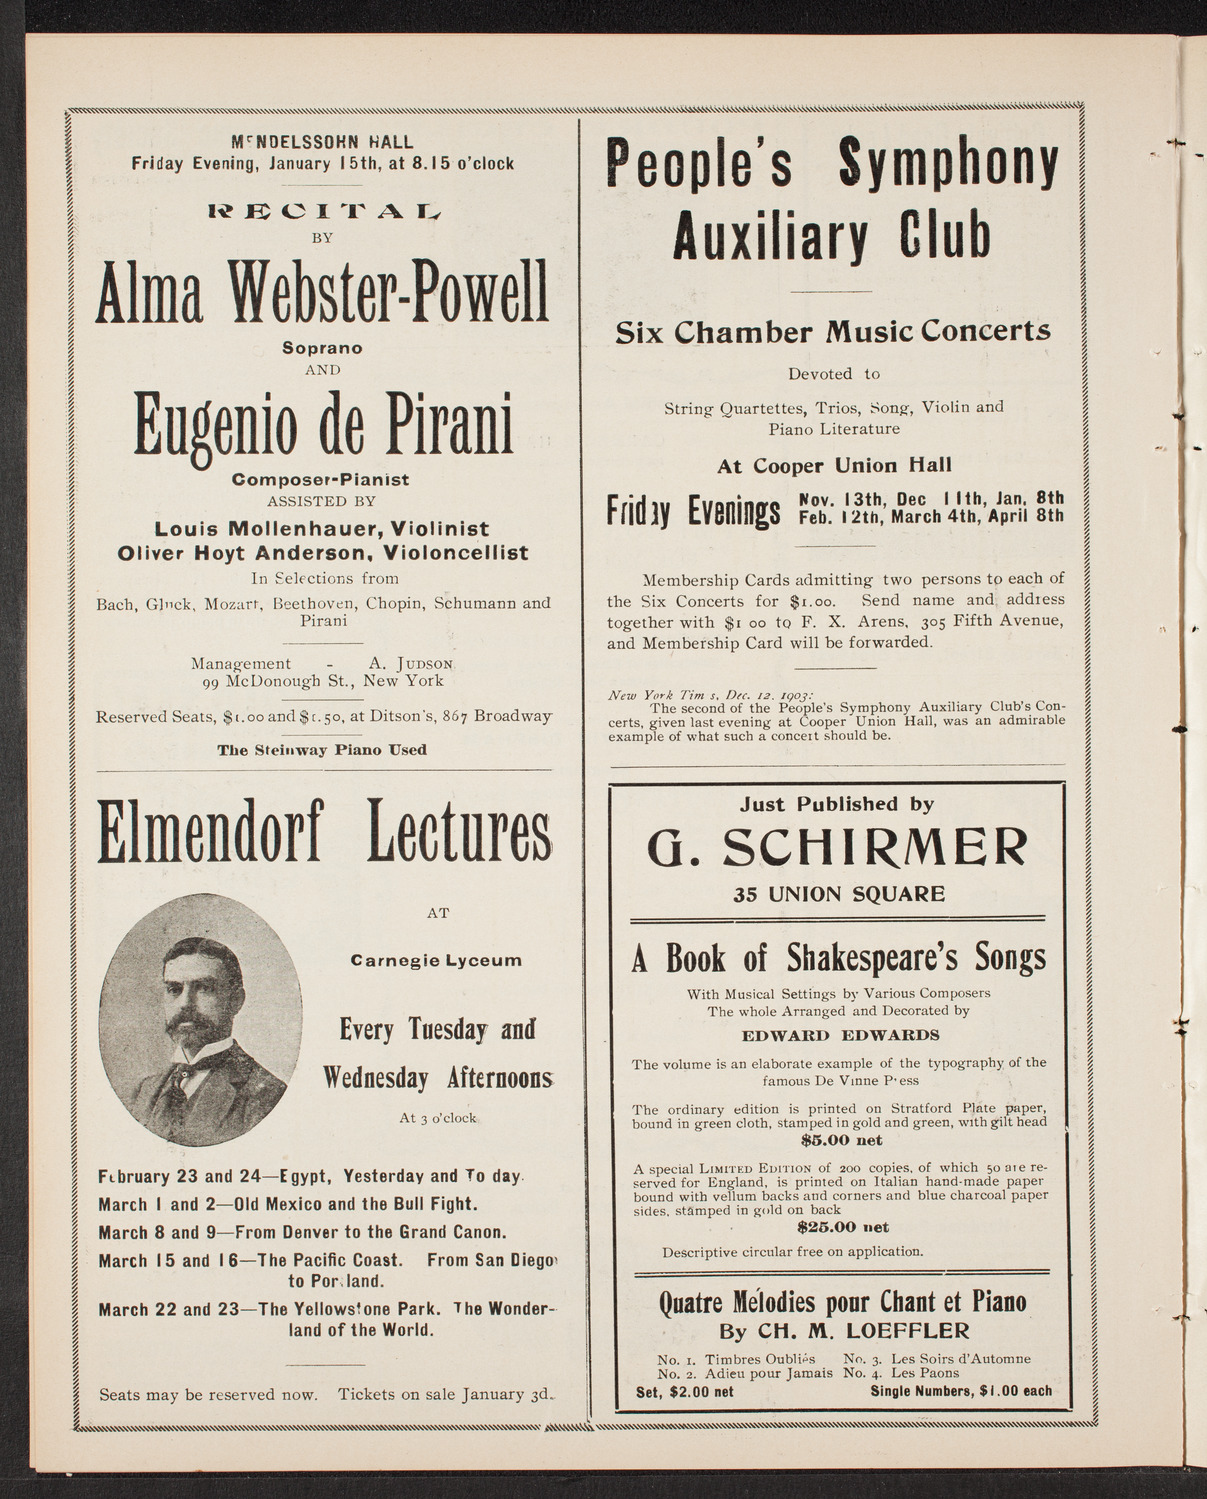 MENDELSSOHN HALL
Friday Evening, January 15th, at 8.15 o'clock
RECITAL
BY
Alma Webster-Powell
Soprano
AND
Eugenio de Pirani
Composer-Pianist
ASSISTED BY
Louis Mollenhauer, Violinist
Oliver Hoyt Anderson, Violoncellist
In Selections from
Bach, Gluck, Mozart, Beethoven, Chopin, Schumann and
Pirani
Management - A. JUDSON
99 McDonough St., New York
Reserved Seats, $1.00 and $1.50, at Ditson's, 867 Broadway
The Steinway Piano Used
Elmendorf Lectures
AT
Carnegie Lyceum
Every Tuesday and
Wednesday Afternoons
At 3 o'clock
February 23 and 24—Egypt, Yesterday and To day.
March 1 and 2—Old Mexico and the Bull Fight.
March 8 and 9—From Denver to the Grand Canon.
March 15 and 16—The Pacific Coast. From San Diego
to Portland.
March 22 and 23—The Yellowstone Park. The Wonder-
land of the World.
Seats may be reserved now. Tickets on sale January 3d.
People's Symphony
Auxiliary Club
Six Chamber Music Concerts
Devoted to
String Quartettes, Trios, Song, Violin and
Piano Literature
At Cooper Union Hall
Friday Evenings Nov. 13th, Dec 11th, Jan. 8th
Feb. 12th, March 4th, April 8th
Membership Cards admitting two persons to each of
the Six Concerts for $1.00. Send name and address
together with $1 00 to F. X. Arens, 305 Fifth Avenue,
and Membership Card will be forwarded.
New York Tim s, Dec. 12, 1903:
The second of the People's Symphony Auxiliary Club's Con-
certs, given last evening at Cooper Union Hall, was an admirable
example of what such a concert should be.
Just Published by
G. SCHIRMER
35 UNION SQUARE
A Book of Shakespeare's Songs
With Musical Settings by Various Composers
The whole Arranged and Decorated by
EDWARD EDWARDS
The volume is an elaborate example of the typography of the
famous De Vinne Press
The ordinary edition is printed on Stratford Plate paper,
bound in green cloth, stamped in gold and green, with gilt head
$5.00 net
A special LIMITED EDITION of 200 copies, of which 50 are re-
served for England, is printed on Italian hand-made paper
bound with vellum backs and corners and blue charcoal paper
sides, stamped in gold on back
$25.00 net
Descriptive circular free on application.
Quatre Mélodies pour Chant et Piano
By CH. M. LOEFFLER
No. 1. Timbres Oubliés No. 3. Les Soirs d'Automne
No. 2. Adieu pour Jamais No. 4. Les Paons
Set, $2.00 net Single Numbers, $1.00 each